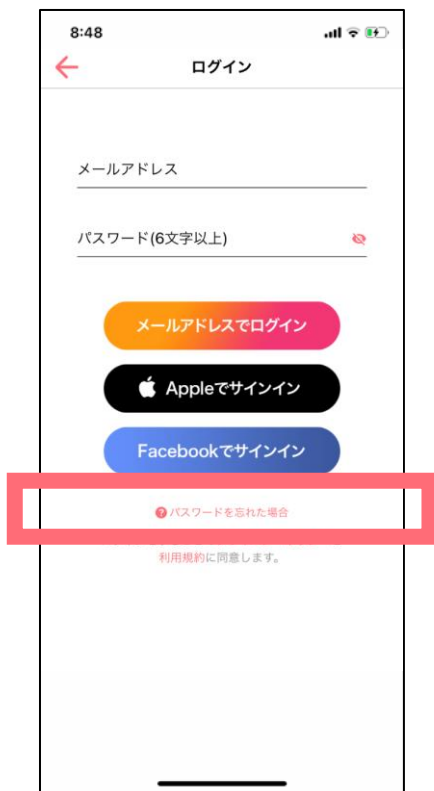 8:48
ログイン
メールアドレス
パスワード(6文字以上)
メールアドレスでログイン
Appleでサインイン
Facebookでサインイン
パスワードを忘れた場合
利用規約に同意します。